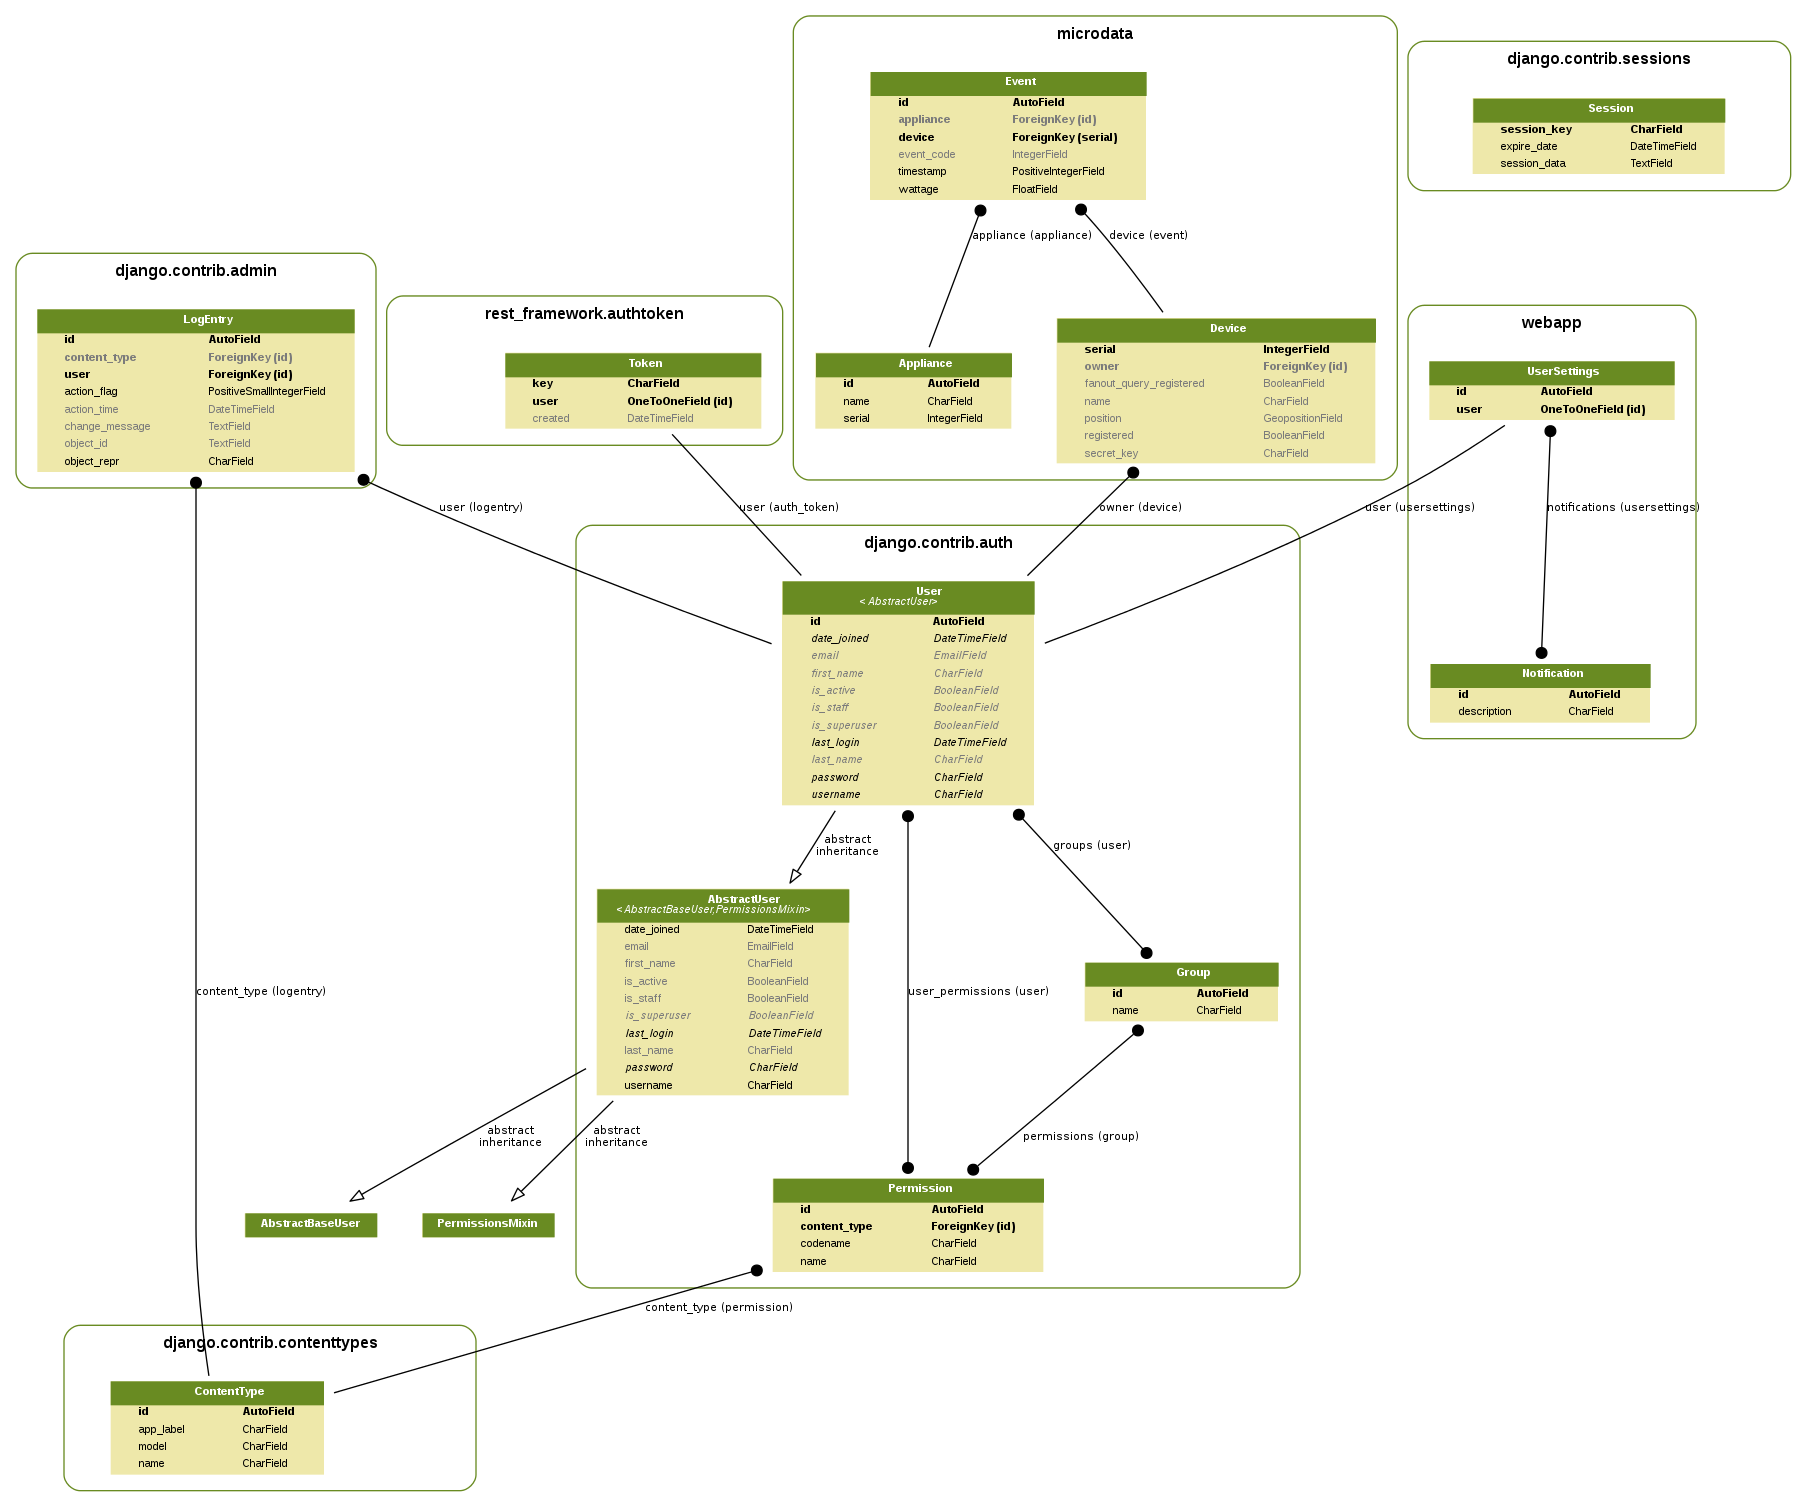 microdata
Event
id AutoField
appliance ForeignKey (id)
device ForeignKey (serial)
event_code IntegerField
timestamp PositiveIntegerField
wattage FloatField
appliance (appliance)
device (event)
Appliance
id AutoField
name CharField
serial IntegerField
Device
serial IntegerField
owner ForeignKey (id)
fanout_query_registered BooleanField
name CharField
position GeopositionField
registered BooleanField
secret_key CharField
django.contrib.sessions
Session
session_key CharField
expire_date DateTimeField
session_data TextField
django.contrib.admin
LogEntry
id AutoField
content_type ForeignKey (id)
user ForeignKey (id)
action_flag PositiveSmallIntegerField
action_time DateTimeField
change_message TextField
object_id TextField
object_repr CharField
rest_framework.authtoken
Token
key CharField
user OneToOneField (id)
created DateTimeField
webapp
UserSettings
id AutoField
user OneToOneField (id)
user (logentry)
user (auth_token)
owner (device)
user (usersettings)
notifications (usersettings)
Notification
id AutoField
description CharField
django.contrib.auth
User
< AbstractUser>
id AutoField
date_joined DateTimeField
email EmailField
first_name CharField
is_active BooleanField
is_staff BooleanField
is_superuser BooleanField
last_login DateTimeField
last_name CharField
password CharField
username CharField
abstract
inheritance
groups (user)
AbstractUser
< AbstractBaseUser,PermissionsMixin>
date_joined DateTimeField
email EmailField
first_name CharField
is_active BooleanField
is_staff BooleanField
is_superuser BooleanField
last_login DateTimeField
last_name CharField
password CharField
username CharField
content_type (logentry)
user_permissions (user)
Group
id AutoField
name CharField
abstract
inheritance
abstract
inheritance
permissions (group)
AbstractBaseUser
PermissionsMixin
Permission
id AutoField
content_type ForeignKey (id)
codename CharField
name CharField
content_type (permission)
django.contrib.contenttypes
ContentType
id AutoField
app_label CharField
model CharField
name CharField